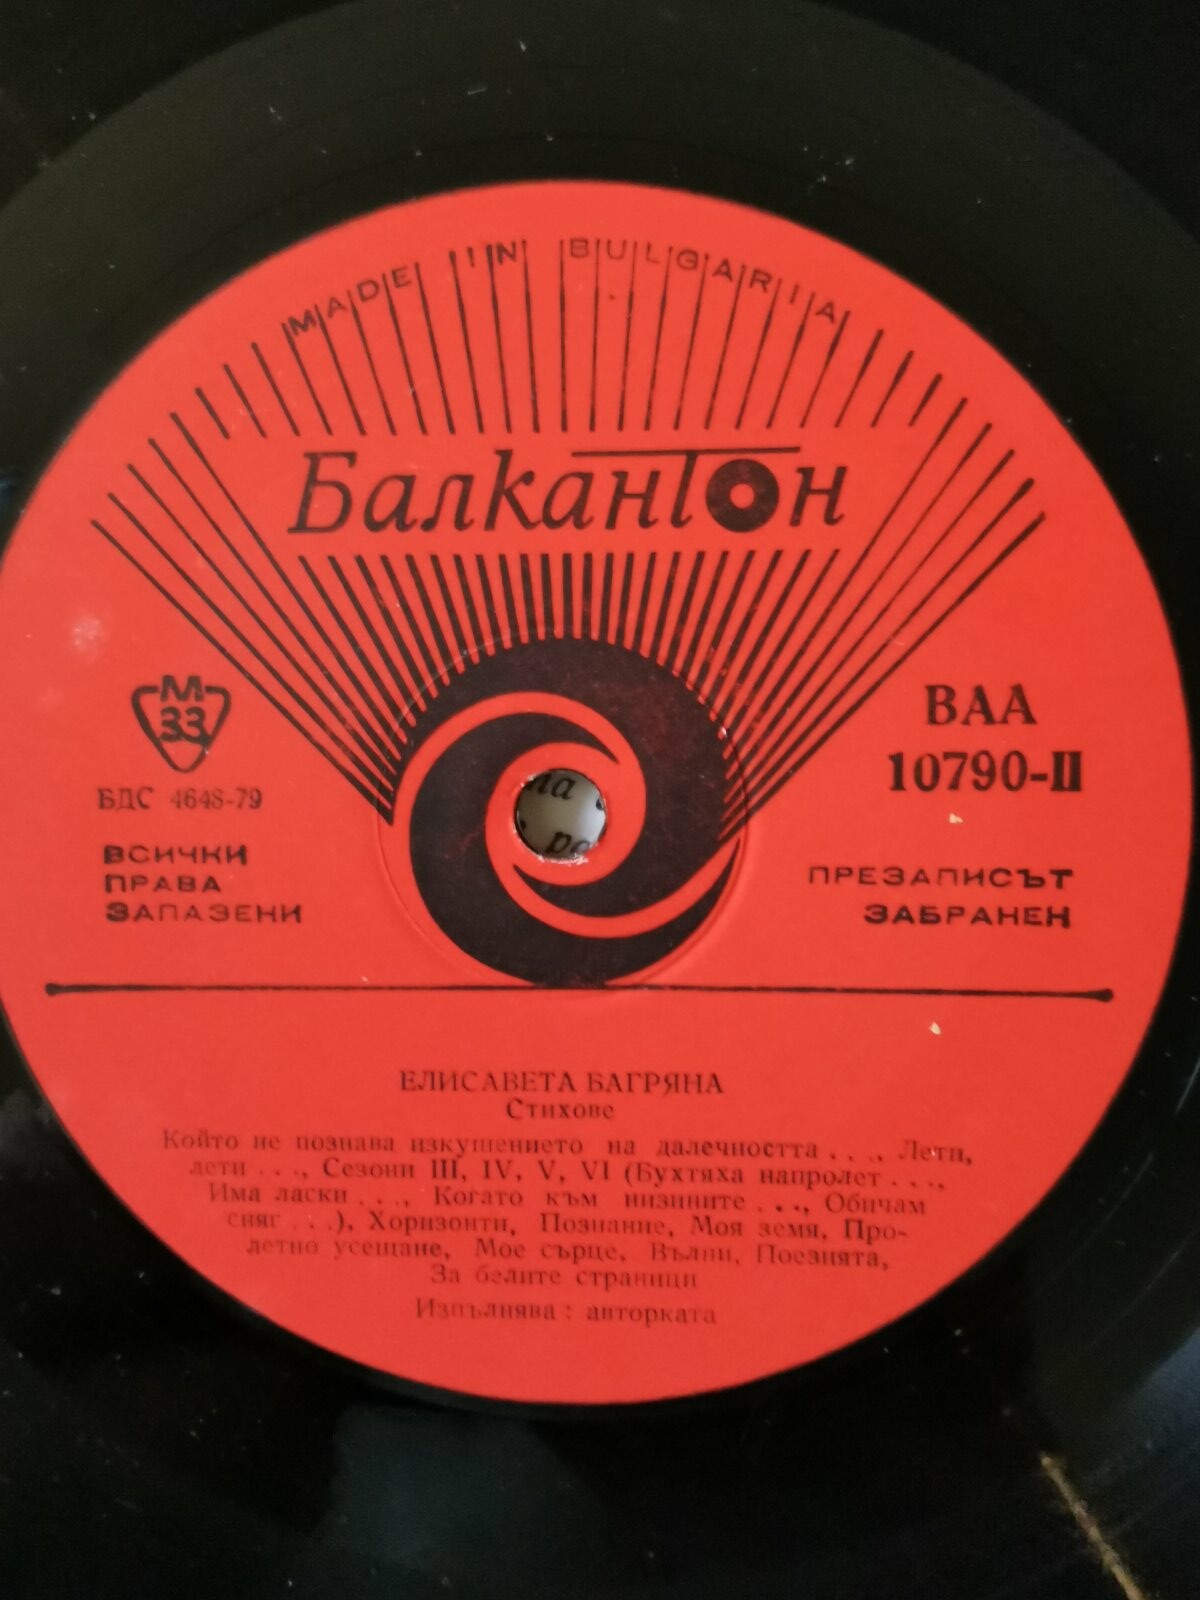 MADE IN BULGARIA
Балкантон
М
33
БДС 4648-79
ВСИЧКИ
ПРАВА
ЗАПАЗЕНИ
ВАА
10790-II
ПРЕЗАПИСЪТ
ЗАБРАНЕН
ЕЛИСАВЕТА БАГРЯНА
Стихове
Който не познава изкушението на далечността . . ., Лети,
лети . . ., Сезони III, IV, V, VI (Бухтяха напролет . . .,
Има ласки . . ., Когато към низините . . ., Обичам
сняг . . .), Хоризонти, Познание, Моя земя, Про-
летно усещане, Мое сърце, Вълни, Поезията,
За белите страници
Изпълнява : авторката